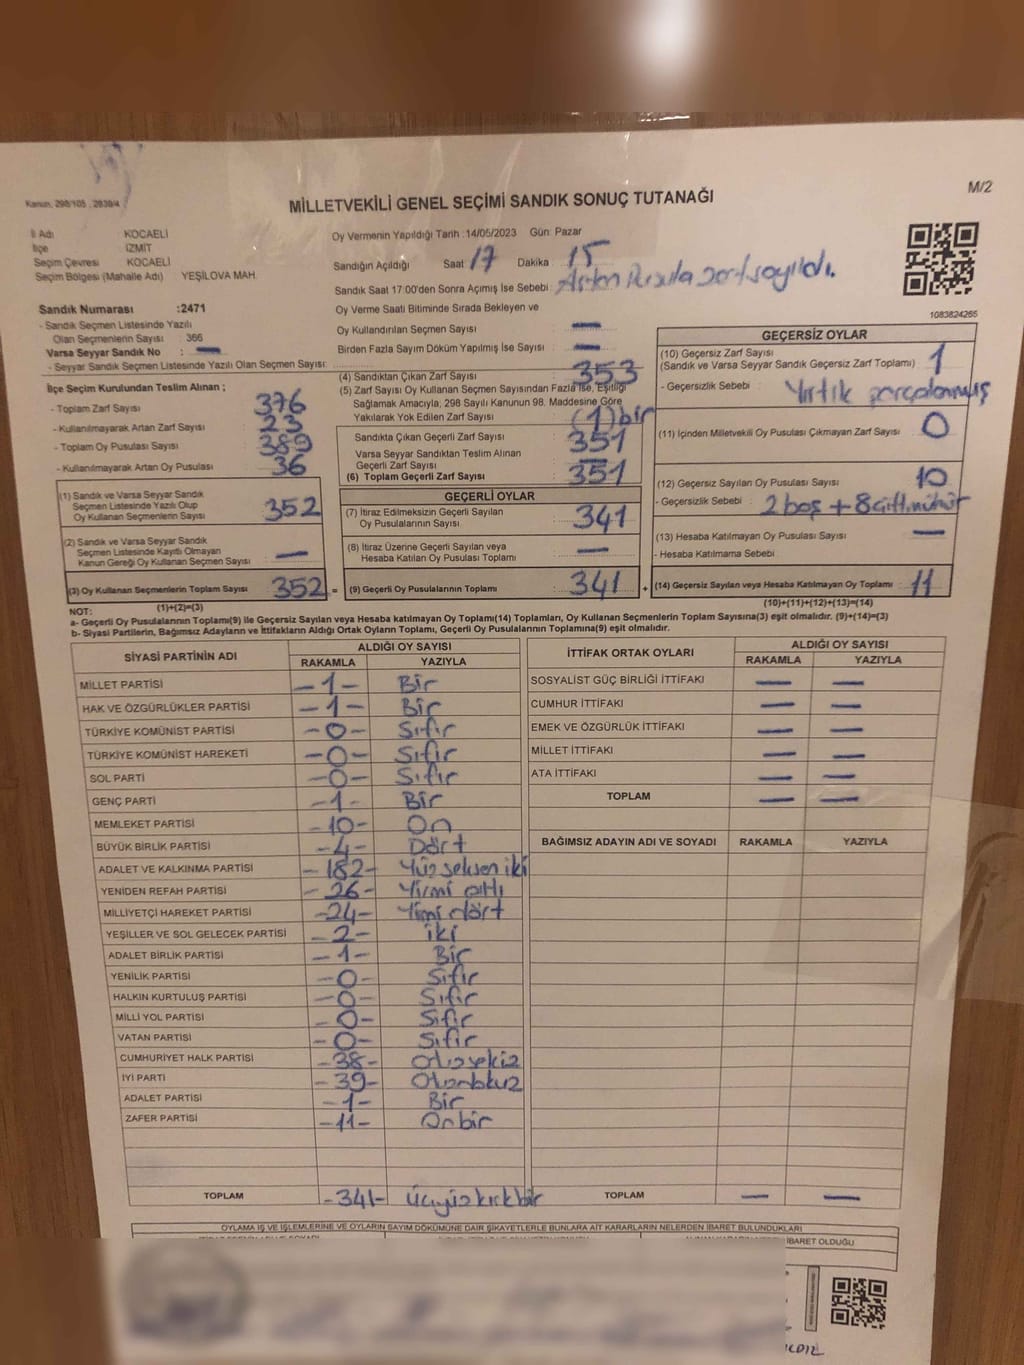 Kanun, 298/105 , 2839/4
M/2
MİLLETVEKİLİ GENEL SEÇİMİ SANDIK SONUÇ TUTANAĞI
İl Adı KOCAELİ
İlçe İZMİT
Seçim Çevresi KOCAELİ
Seçim Bölgesi (Mahalle Adı) YEŞİLOVA MAH.
Oy Vermenin Yapıldığı Tarih :14/05/2023 Gün: Pazar
Sandığın Açıldığı Saat : 17 Dakika : 15
Sandık Saat 17:00'den Sonra Açımış İse Sebebi : Artan Pusula zarf sayıldı.
1083824265
Sandık Numarası :2471
- Sandık Seçmen Listesinde Yazılı
Olan Seçmenlerin Sayısı : 366
Varsa Seyyar Sandık No : —
- Seyyar Sandık Seçmen Listesinde Yazılı Olan Seçmen Sayısı :
Oy Verme Saati Bitiminde Sırada Bekleyen ve
Oy Kullandırılan Seçmen Sayısı : —
Birden Fazla Sayım Döküm Yapılmış İse Sayısı : —
İlçe Seçim Kurulundan Teslim Alınan ;
- Toplam Zarf Sayısı : 376
- Kullanılmayarak Artan Zarf Sayısı : 23
- Toplam Oy Pusulası Sayısı : 389
- Kullanılmayarak Artan Oy Pusulası : 36
(1) Sandık ve Varsa Seyyar Sandık
Seçmen Listesinde Yazılı Olup
Oy Kullanan Seçmenlerin Sayısı : 352
(2) Sandık ve Varsa Seyyar Sandık
Seçmen Listesinde Kayıtlı Olmayan
Kanun Gereği Oy Kullanan Seçmen Sayısı : —
(3) Oy Kullanan Seçmenlerin Toplam Sayısı : 352
(1)+(2)=(3)
(4) Sandıktan Çıkan Zarf Sayısı : 353
(5) Zarf Sayısı Oy Kullanan Seçmen Sayısından Fazla İse, Eşitliği
Sağlamak Amacıyla, 298 Sayılı Kanunun 98. Maddesine Göre
Yakılarak Yok Edilen Zarf Sayısı : (1) bir
Sandıkta Çıkan Geçerli Zarf Sayısı : 351
Varsa Seyyar Sandıktan Teslim Alınan
Geçerli Zarf Sayısı : —
(6) Toplam Geçerli Zarf Sayısı : 351
GEÇERLİ OYLAR
(7) İtiraz Edilmeksizin Geçerli Sayılan
Oy Pusulalarının Sayısı : 341
(8) İtiraz Üzerine Geçerli Sayılan veya
Hesaba Katılan Oy Pusulası Toplamı : —
= (9) Geçerli Oy Pusulalarının Toplamı : 341
GEÇERSİZ OYLAR
(10) Geçersiz Zarf Sayısı
(Sandık ve Varsa Seyyar Sandık Geçersiz Zarf Toplamı) : 1
- Geçersizlik Sebebi : Yırtık parçalanmış
(11) İçinden Milletvekili Oy Pusulası Çıkmayan Zarf Sayısı : 0
(12) Geçersiz Sayılan Oy Pusulası Sayısı : 10
- Geçersizlik Sebebi : 2 boş + 8 çift mühür
(13) Hesaba Katılmayan Oy Pusulası Sayısı : —
- Hesaba Katılmama Sebebi :
+ (14) Geçersiz Sayılan veya Hesaba Katılmayan Oy Toplamı : 11
(10)+(11)+(12)+(13)=(14)
NOT:
a- Geçerli Oy Pusulalarının Toplamı(9) ile Geçersiz Sayılan veya Hesaba katılmayan Oy Toplamı(14) Toplamları, Oy Kullanan Seçmenlerin Toplam Sayısına(3) eşit olmalıdır. (9)+(14)=(3)
b- Siyasi Partilerin, Bağımsız Adayların ve İttifakların Aldığı Ortak Oyların Toplamı, Geçerli Oy Pusulalarının Toplamına(9) eşit olmalıdır.
SİYASİ PARTİNİN ADI ALDIĞI OY SAYISI
RAKAMLA YAZIYLA
MİLLET PARTİSİ -1- Bir
HAK VE ÖZGÜRLÜKLER PARTİSİ -1- Bir
TÜRKİYE KOMÜNİST PARTİSİ -0- Sıfır
TÜRKİYE KOMÜNİST HAREKETİ -0- Sıfır
SOL PARTİ -0- Sıfır
GENÇ PARTİ -1- Bir
MEMLEKET PARTİSİ -10- On
BÜYÜK BİRLİK PARTİSİ -4- Dört
ADALET VE KALKINMA PARTİSİ -182- Yüzseksen iki
YENİDEN REFAH PARTİSİ -26- Yirmi altı
MİLLİYETÇİ HAREKET PARTİSİ -24- Yimi dört
YEŞİLLER VE SOL GELECEK PARTİSİ -2- iki
ADALET BİRLİK PARTİSİ -1- Bir
YENİLİK PARTİSİ -0- Sıfır
HALKIN KURTULUŞ PARTİSİ -0- Sıfır
MİLLİ YOL PARTİSİ -0- Sıfır
VATAN PARTİSİ -0- Sıfır
CUMHURİYET HALK PARTİSİ -38- Otuzsekiz
İYİ PARTİ -39- Otuzdokuz
ADALET PARTİSİ -1- Bir
ZAFER PARTİSİ -11- Onbir
TOPLAM -341- Üçyüzkırkbir
İTTİFAK ORTAK OYLARI ALDIĞI OY SAYISI
RAKAMLA YAZIYLA
SOSYALİST GÜÇ BİRLİĞİ İTTİFAKI — —
CUMHUR İTTİFAKI — —
EMEK VE ÖZGÜRLÜK İTTİFAKI — —
MİLLET İTTİFAKI — —
ATA İTTİFAKI — —
TOPLAM — —
BAĞIMSIZ ADAYIN ADI VE SOYADI RAKAMLA YAZIYLA
TOPLAM — —
OYLAMA İŞ VE İŞLEMLERİNE VE OYLARIN SAYIM DÖKÜMÜNE DAİR ŞİKAYETLERLE BUNLARA AİT KARARLARIN NELERDEN İBARET BULUNDUKLARI
İBARET OLDUĞU